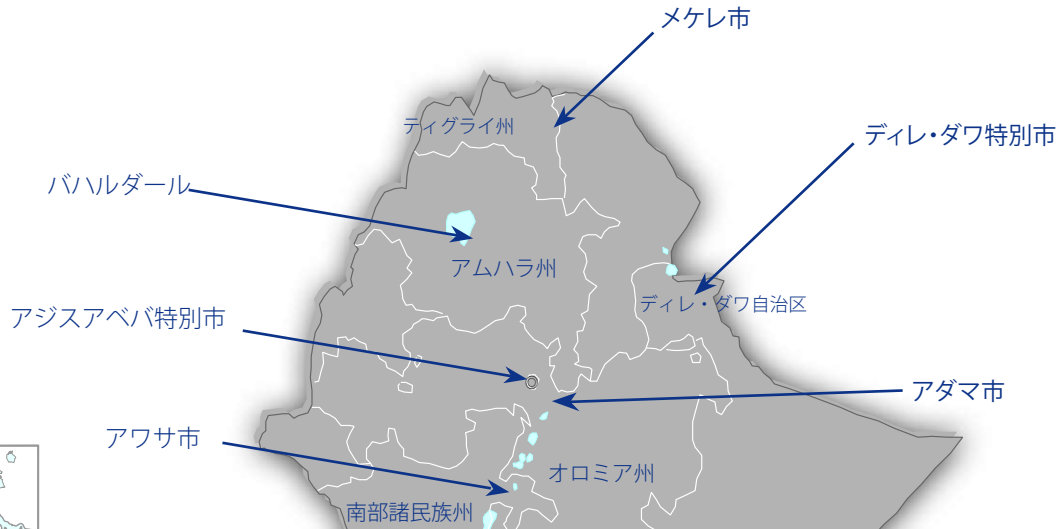 メケレ市
ティグライ州
ディレ・ダワ特別市
バハルダール
アムハラ州
ディレ・ダワ自治区
アジスアベバ特別市
アダマ市
アワサ市
オロミア州
南部諸民族州